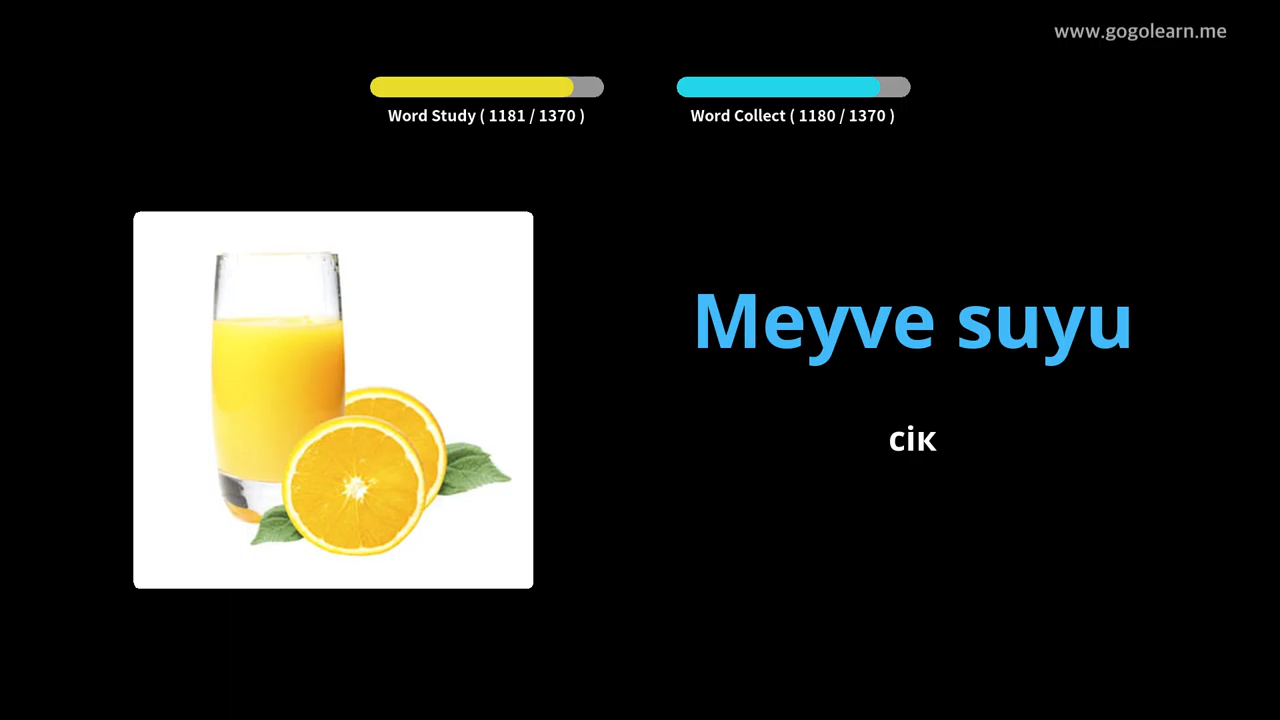 www.gogolearn.me
Word Study ( 1181 / 1370 )
Word Collect ( 1180 / 1370 )
Meyve suyu
сік